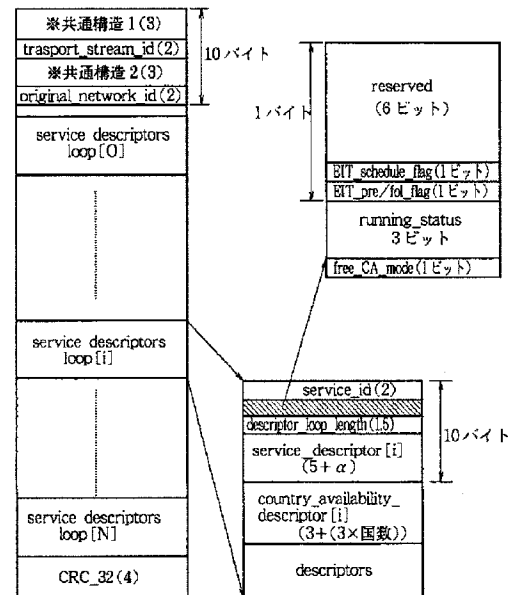 ※共通構造1(3)
trasport_stream_id(2)
※共通構造2(3)
original_network_id(2)
10バイト
service descriptors
loop[0]
service descriptors
loop[i]
service descriptors
loop[N]
CRC_32(4)
1バイト
reserved
(6ビット)
EIT_schedule_flag(1ビット)
EIT_pre/fol_flag(1ビット)
running_status
3ビット
free_CA_mode(1ビット)
service_id(2)
descriptor_loop_length(1.5)
service_descriptor[i]
(5+α)
10バイト
country_availability_
descriptor[i]
(3+(3×国数))
descriptors